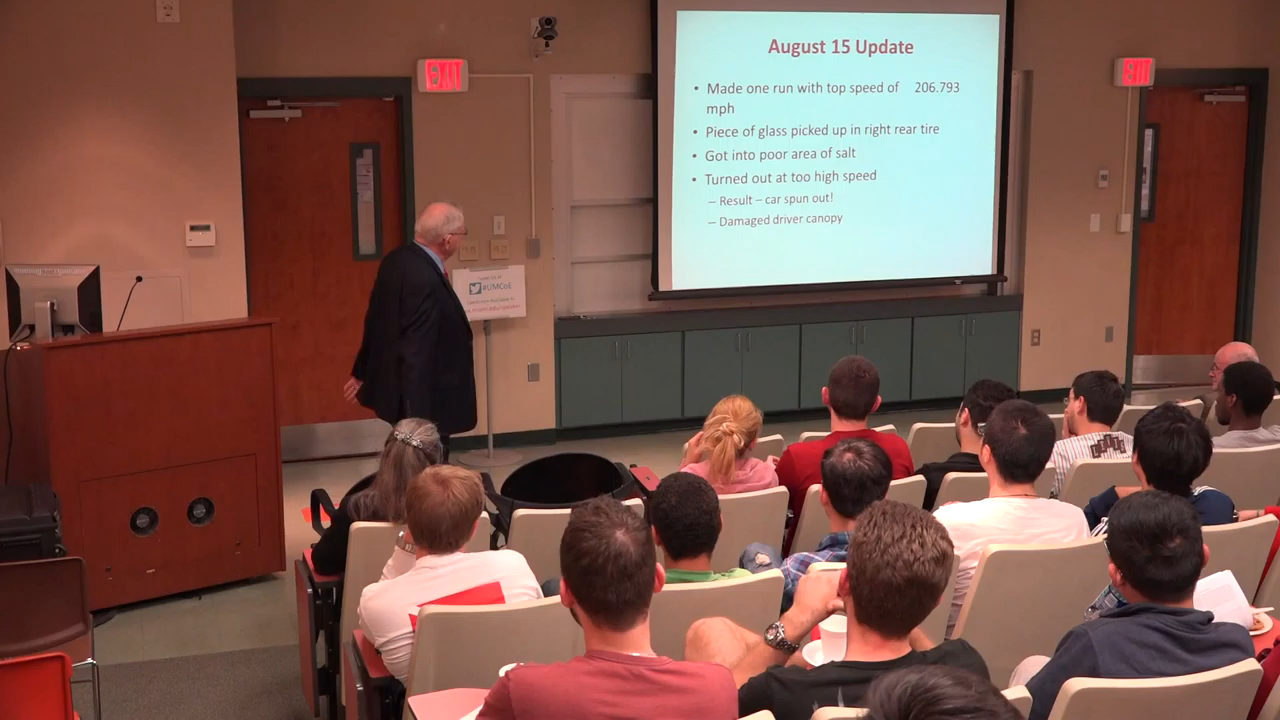 EXIT
August 15 Update
EXIT
• Made one run with top speed of 206.793
mph
• Piece of glass picked up in right rear tire
• Got into poor area of salt
• Turned out at too high speed
– Result – car spun out!
– Damaged driver canopy
#UMCoE